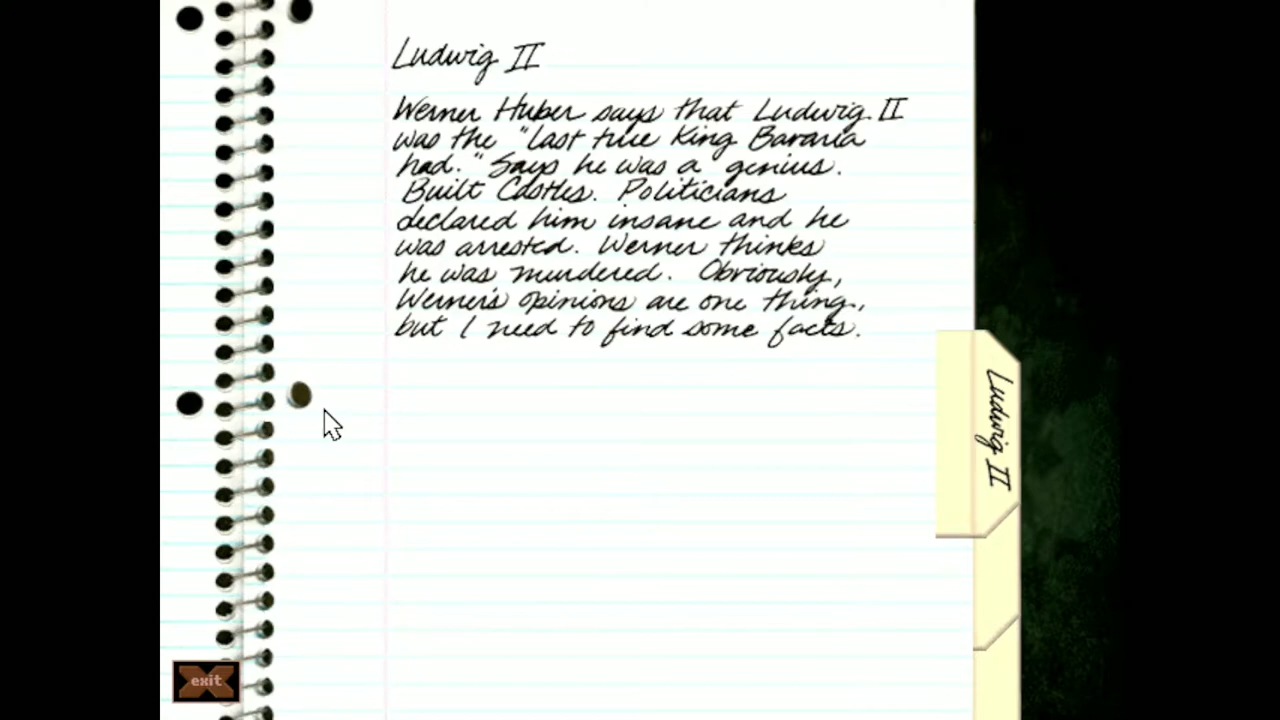 Ludwig II
Werner Huber says that Ludwig II
was the "last true King Bavaria
had." Says he was a genius.
Built Castles. Politicians
declared him insane and he
was arrested. Werner thinks
he was murdered. Obviously,
Werner's opinions are one thing,
but I need to find some facts.
Ludwig II
exit